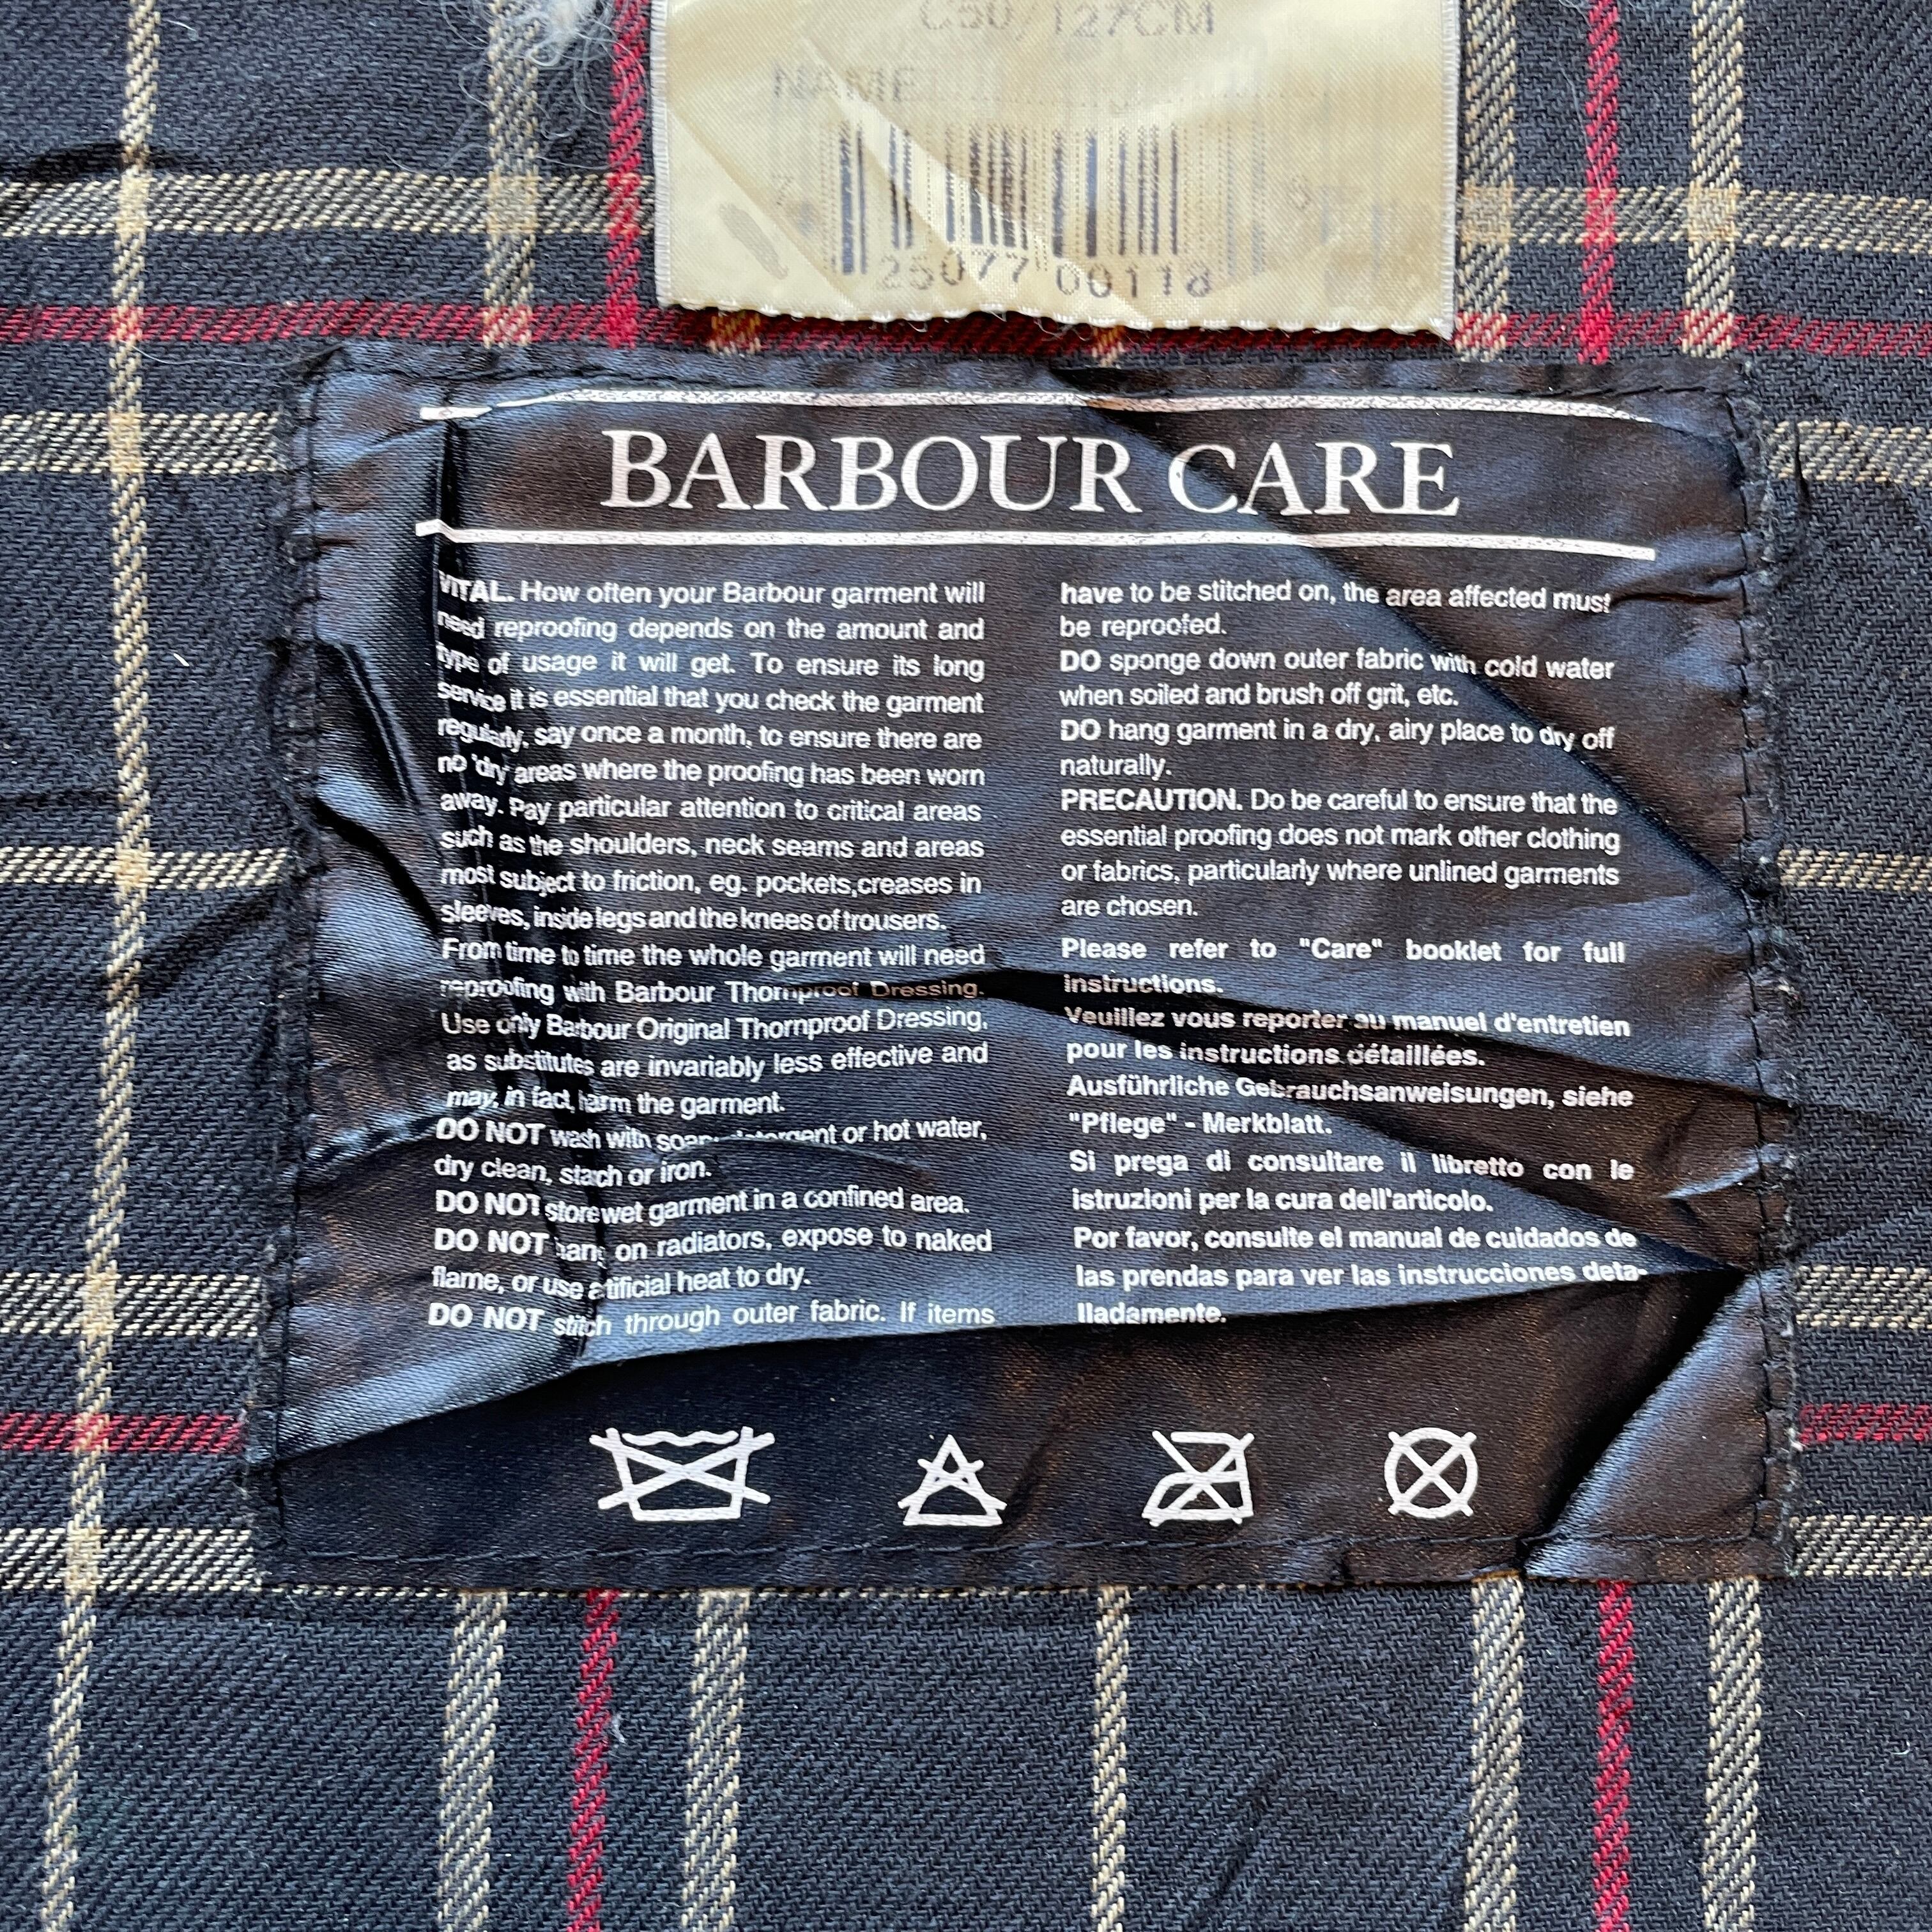 C50/127CM
NAME
25077 00118
BARBOUR CARE
VITAL. How often your Barbour garment will
need reproofing depends on the amount and
type of usage it will get. To ensure its long
service it is essential that you check the garment
regularly, say once a month, to ensure there are
no 'dry' areas where the proofing has been worn
away. Pay particular attention to critical areas
such as the shoulders, neck seams and areas
most subject to friction, eg. pockets,creases in
sleeves, inside legs and the knees of trousers.
From time to time the whole garment will need
reproofing with Barbour Thornproof Dressing.
Use only Barbour Original Thornproof Dressing,
as substitutes are invariably less effective and
may, in fact, harm the garment.
DO NOT wash with soap, detergent or hot water,
dry clean, starch or iron.
DO NOT store wet garment in a confined area.
DO NOT hang on radiators, expose to naked
flame, or use artificial heat to dry.
DO NOT stitch through outer fabric. If items
have to be stitched on, the area affected must
be reproofed.
DO sponge down outer fabric with cold water
when soiled and brush off grit, etc.
DO hang garment in a dry, airy place to dry off
naturally.
PRECAUTION. Do be careful to ensure that the
essential proofing does not mark other clothing
or fabrics, particularly where unlined garments
are chosen.
Please refer to "Care" booklet for full
instructions.
Veuillez vous reporter au manuel d'entretien
pour les instructions détaillées.
Ausführliche Gebrauchsanweisungen, siehe
"Pflege" - Merkblatt.
Si prega di consultare il libretto con le
istruzioni per la cura dell'articolo.
Por favor, consulte el manual de cuidados de
las prendas para ver las instrucciones deta-
lladamente.